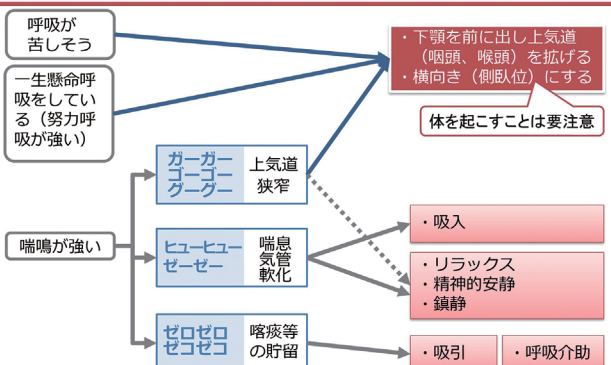 呼吸が
苦しそう
一生懸命呼
吸をしてい
る（努力呼
吸が強い）
喘鳴が強い
ガーガー
ゴーゴー
グーグー
上気道
狭窄
ヒューヒュー
ゼーゼー
喘息
気管
軟化
ゼロゼロ
ゼコゼコ
喀痰等
の貯留
・下顎を前に出し上気道
（咽頭、喉頭）を拡げる
・横向き（側臥位）にする
体を起こすことは要注意
・吸入
・リラックス
・精神的安静
・鎮静
・吸引
・呼吸介助